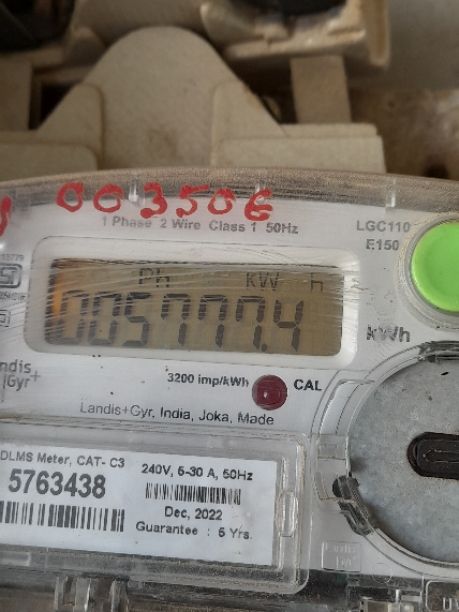 003506
1 Phase 2 Wire Class 1 50Hz
LGC110
E150
Ph kW h
005777.4
kWh
ndis
Gyr+
3200 imp/kWh CAL
Landis+Gyr, India, Joka, Made
DLMS Meter, CAT- C3
5763438
240V, 5-30 A, 50Hz
Dec, 2022
Guarantee : 5 Yrs.